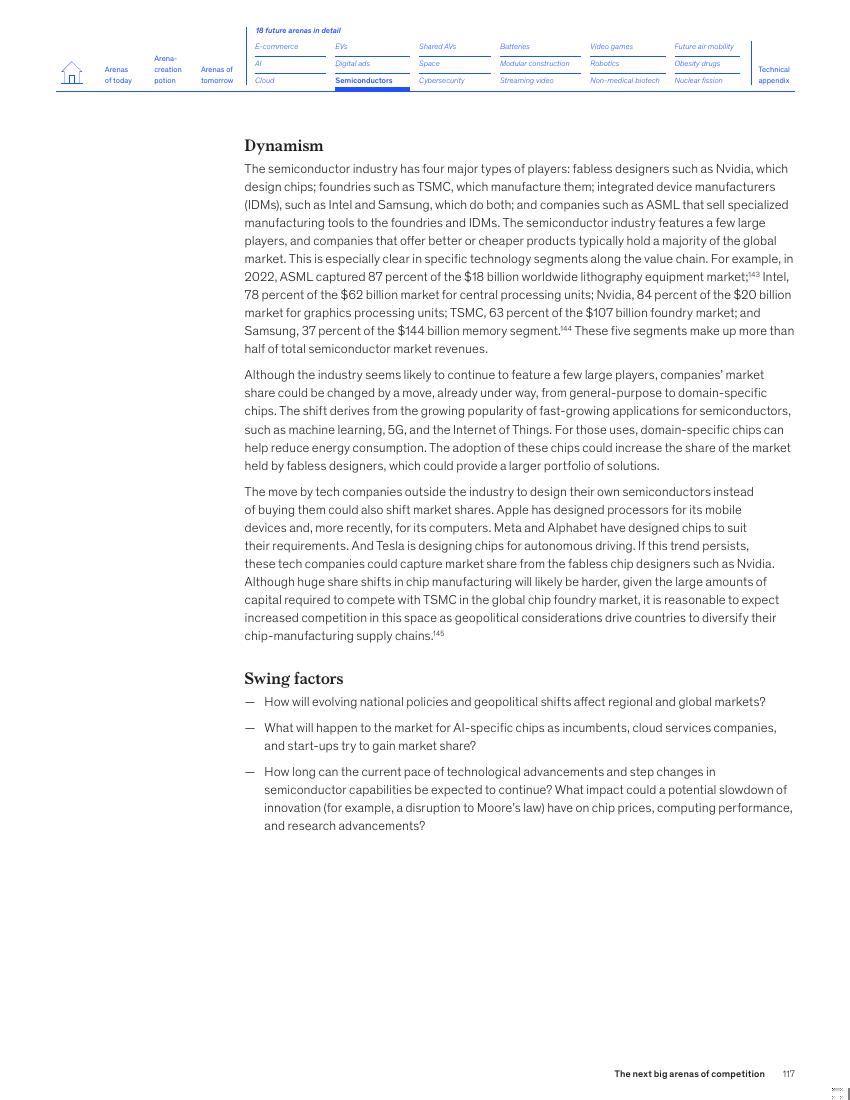 18 future arenas in detail
E-commerce EVs Shared AVs Batteries Video games Future air mobility
Arenas of today
Arena-creation potion
Arenas of tomorrow
AI Digital ads Space Modular construction Robotics Obesity drugs
Technical appendix
Cloud Semiconductors Cybersecurity Streaming video Non-medical biotech Nuclear fission
Dynamism
The semiconductor industry has four major types of players: fabless designers such as Nvidia, which
design chips; foundries such as TSMC, which manufacture them; integrated device manufacturers
(IDMs), such as Intel and Samsung, which do both; and companies such as ASML that sell specialized
manufacturing tools to the foundries and IDMs. The semiconductor industry features a few large
players, and companies that offer better or cheaper products typically hold a majority of the global
market. This is especially clear in specific technology segments along the value chain. For example, in
2022, ASML captured 87 percent of the $18 billion worldwide lithography equipment market;143 Intel,
78 percent of the $62 billion market for central processing units; Nvidia, 84 percent of the $20 billion
market for graphics processing units; TSMC, 63 percent of the $107 billion foundry market; and
Samsung, 37 percent of the $144 billion memory segment.144 These five segments make up more than
half of total semiconductor market revenues.
Although the industry seems likely to continue to feature a few large players, companies' market
share could be changed by a move, already under way, from general-purpose to domain-specific
chips. The shift derives from the growing popularity of fast-growing applications for semiconductors,
such as machine learning, 5G, and the Internet of Things. For those uses, domain-specific chips can
help reduce energy consumption. The adoption of these chips could increase the share of the market
held by fabless designers, which could provide a larger portfolio of solutions.
The move by tech companies outside the industry to design their own semiconductors instead
of buying them could also shift market shares. Apple has designed processors for its mobile
devices and, more recently, for its computers. Meta and Alphabet have designed chips to suit
their requirements. And Tesla is designing chips for autonomous driving. If this trend persists,
these tech companies could capture market share from the fabless chip designers such as Nvidia.
Although huge share shifts in chip manufacturing will likely be harder, given the large amounts of
capital required to compete with TSMC in the global chip foundry market, it is reasonable to expect
increased competition in this space as geopolitical considerations drive countries to diversify their
chip-manufacturing supply chains.145
Swing factors
— How will evolving national policies and geopolitical shifts affect regional and global markets?
— What will happen to the market for AI-specific chips as incumbents, cloud services companies,
and start-ups try to gain market share?
— How long can the current pace of technological advancements and step changes in
semiconductor capabilities be expected to continue? What impact could a potential slowdown of
innovation (for example, a disruption to Moore's law) have on chip prices, computing performance,
and research advancements?
The next big arenas of competition 117